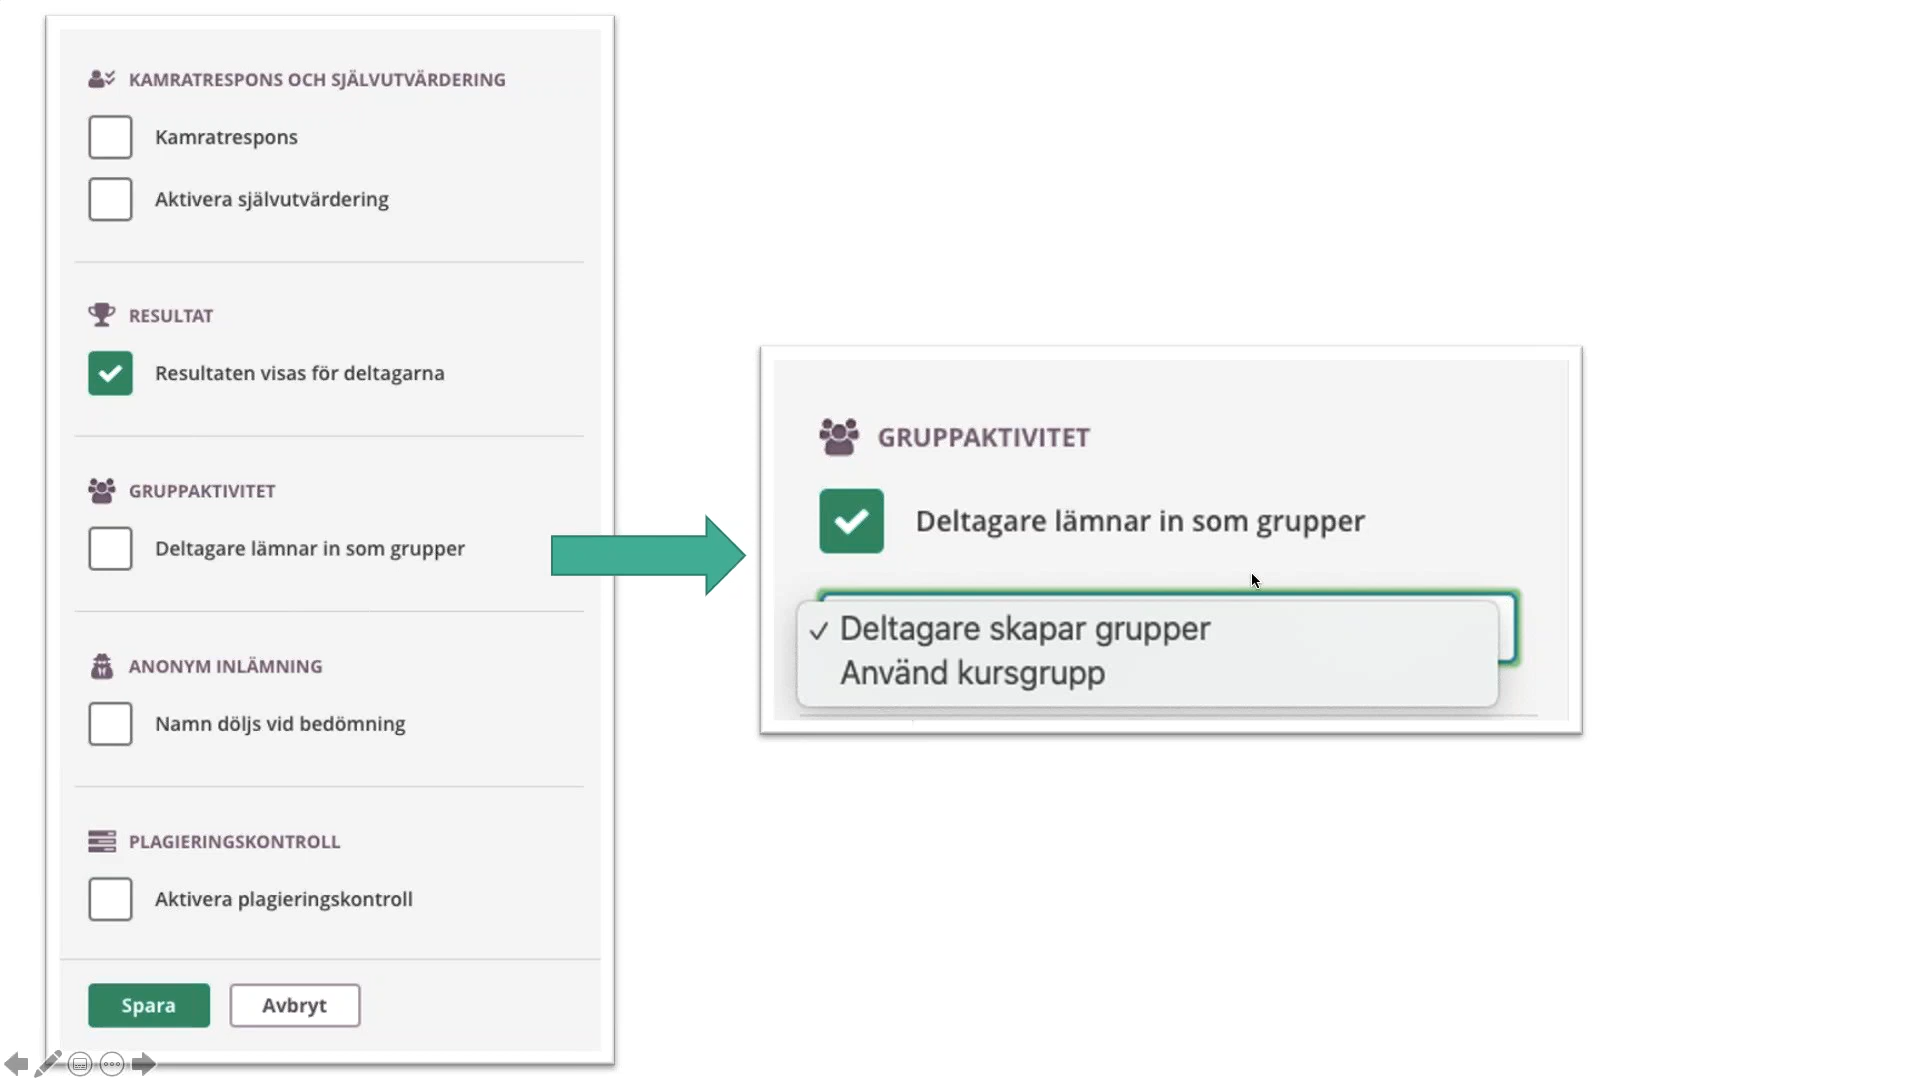 KAMRATRESPONS OCH SJÄLVUTVÄRDERING
Kamratrespons
Aktivera självutvärdering
RESULTAT
Resultaten visas för deltagarna
GRUPPAKTIVITET
Deltagare lämnar in som grupper
ANONYM INLÄMNING
Namn döljs vid bedömning
PLAGIERINGSKONTROLL
Aktivera plagieringskontroll
Spara Avbryt
GRUPPAKTIVITET
Deltagare lämnar in som grupper
Deltagare skapar grupper
Använd kursgrupp